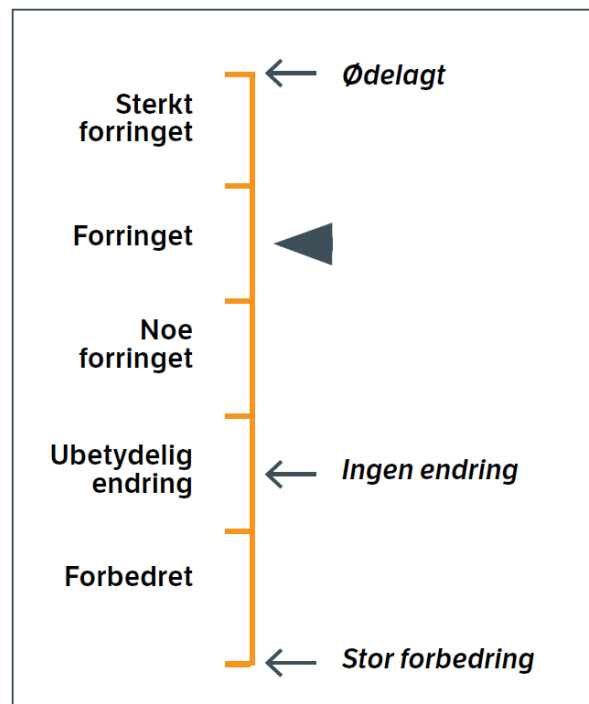 Ødelagt
Sterkt
forringet
Forringet
Noe
forringet
Ubetydelig
endring
Ingen endring
Forbedret
Stor forbedring